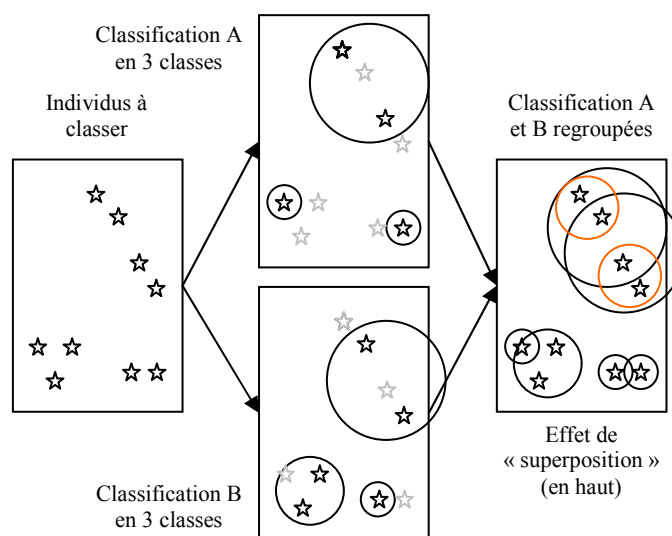 Classification A
en 3 classes
Individus à
classer
Classification A
et B regroupées
Classification B
en 3 classes
Effet de
« superposition »
(en haut)